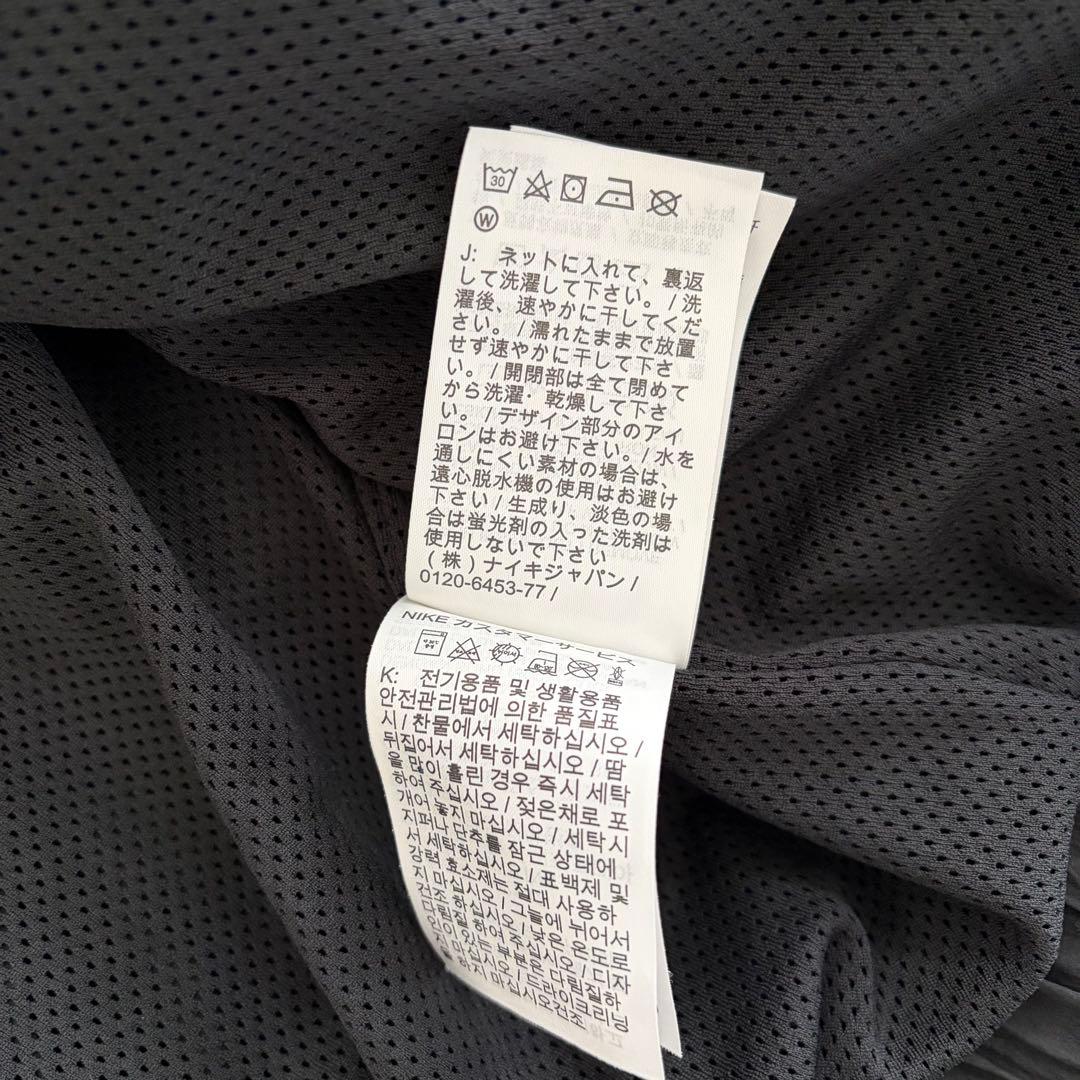 30
W
J: ネットに入れて、裏返
して洗濯して下さい。 / 洗
濯後、速やかに干してくだ
さい。 / 濡れたままで放置
せず速やかに干して下さ
い。 / 開閉部は全て閉めて
から洗濯・乾燥して下さ
い。 / デザイン部分のアイ
ロンはお避け下さい。 / 水を
通しにくい素材の場合は、
遠心脱水機の使用はお避け
下さい / 生成り、淡色の場
合は蛍光剤の入った洗剤は
使用しないで下さい
(株) ナイキジャパン /
0120-6453-77 /
NIKE カスタマーサービス
K: 전기용품 및 생활용품
안전관리법에 의한 품질표
시 / 찬물에서 세탁하십시오 /
뒤집어서 세탁하십시오 / 땀
을 많이 흘린 경우 즉시 세탁
하여 주십시오 / 젖은채로 포
개어 놓지 마십시오 / 세탁시
지퍼나 단추를 잠근 상태에
서 세탁하십시오 / 표백제 및
강력 효소제는 절대 사용하
지 마십시오 / 그늘에 뉘어서
건조하십시오 / 낮은 온도로
다림질하여 주십시오 / 디자
인이 있는 부분은 다림질하
지 마십시오 / 드라이크리닝
하지 마십시오건조